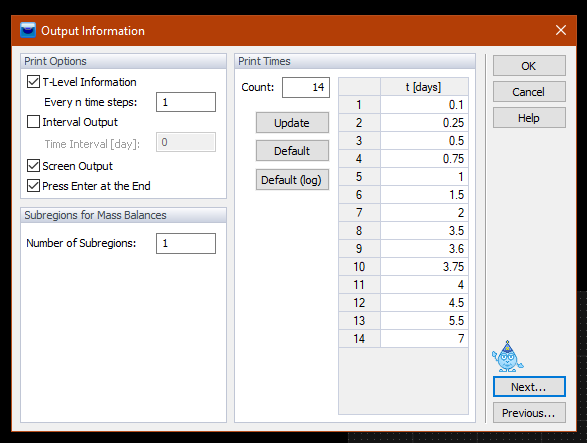 Output Information
Print Options
T-Level Information
Every n time steps: 1
Interval Output
Time Interval [day]: 0
Screen Output
Press Enter at the End
Subregions for Mass Balances
Number of Subregions: 1
Print Times
Count: 14
Update
Default
Default (log)
t [days]
1 0.1
2 0.25
3 0.5
4 0.75
5 1
6 1.5
7 2
8 3.5
9 3.6
10 3.75
11 4
12 4.5
13 5.5
14 7
OK
Cancel
Help
Next...
Previous...